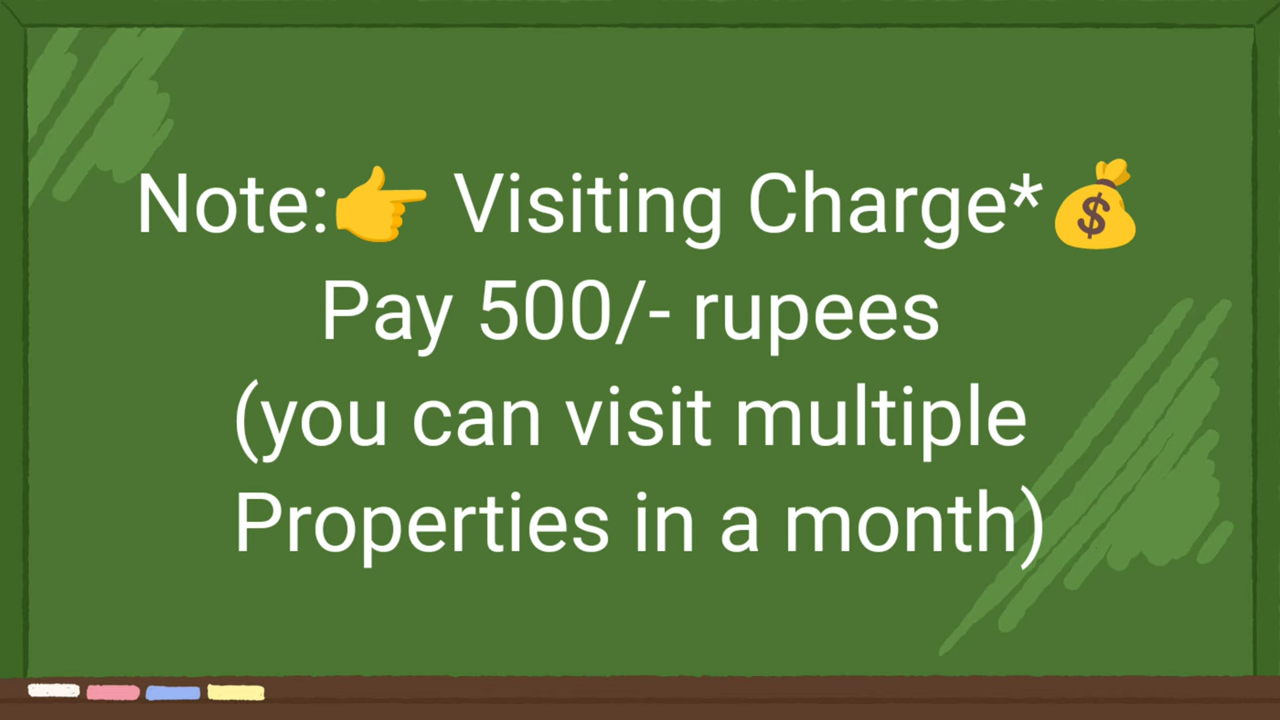 Note:👉 Visiting Charge*💰
Pay 500/- rupees
(you can visit multiple
Properties in a month)